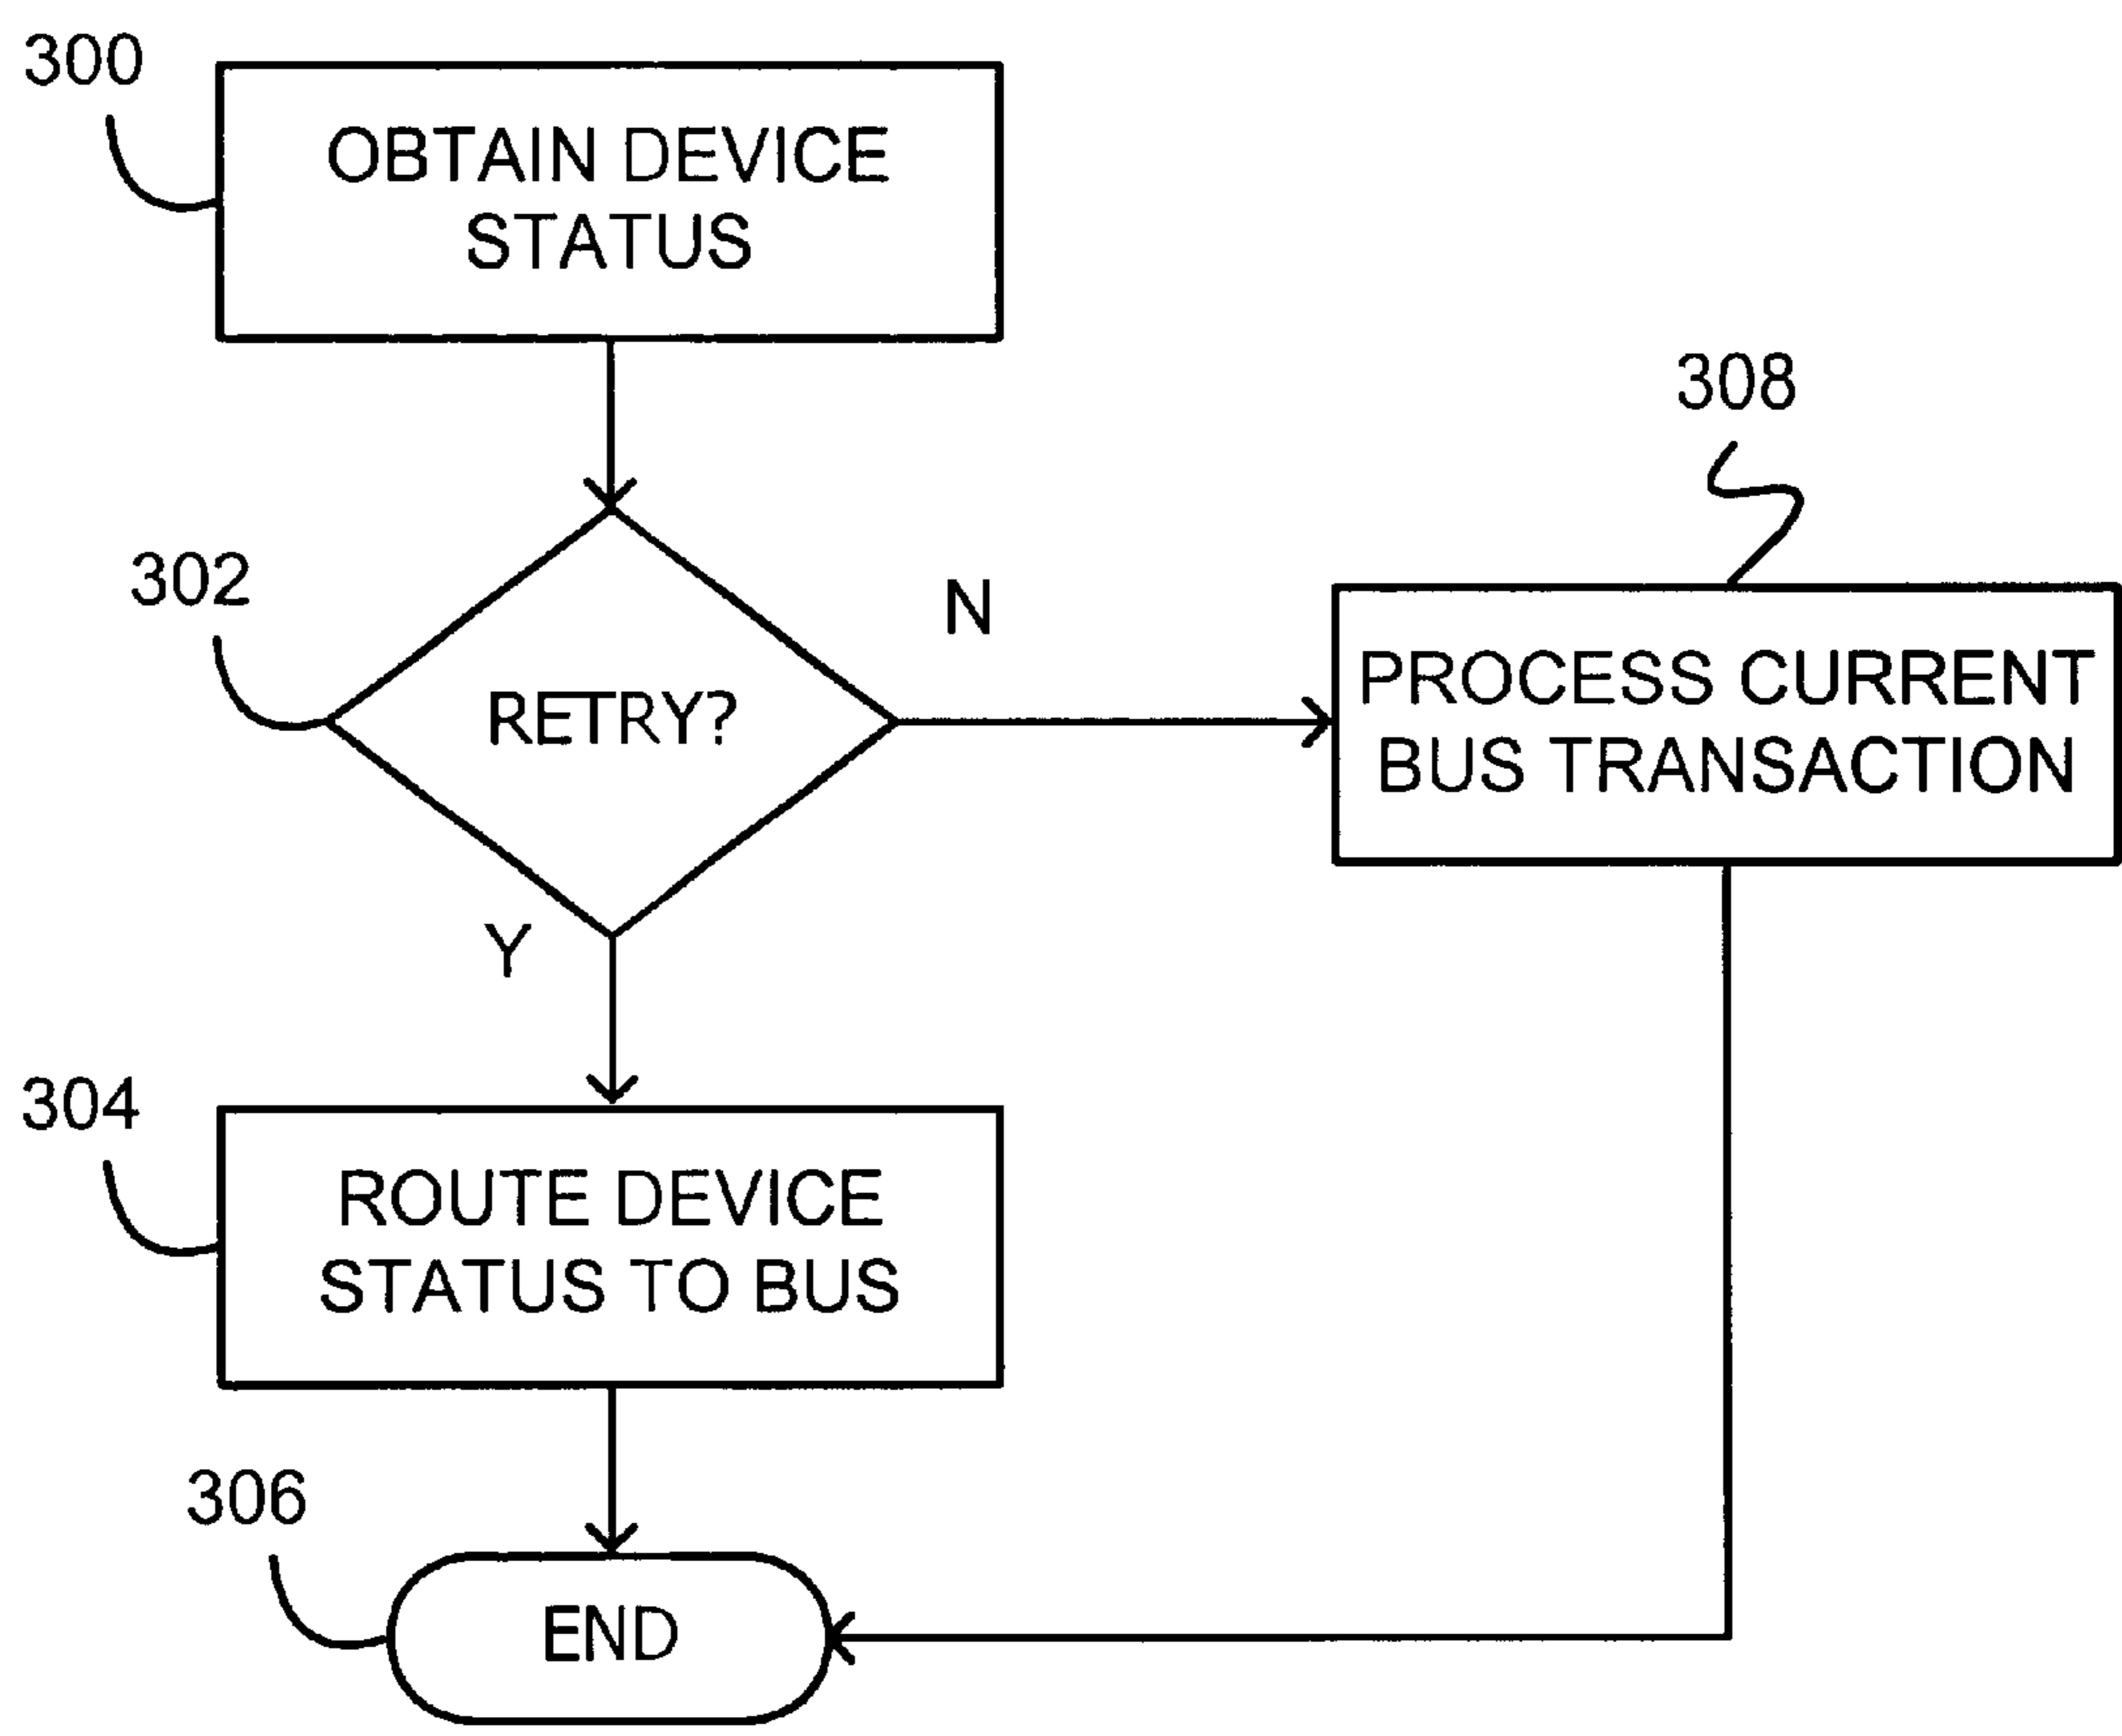 300
OBTAIN DEVICE
STATUS
308
302
N
RETRY?
PROCESS CURRENT
BUS TRANSACTION
Y
304
ROUTE DEVICE
STATUS TO BUS
306
END